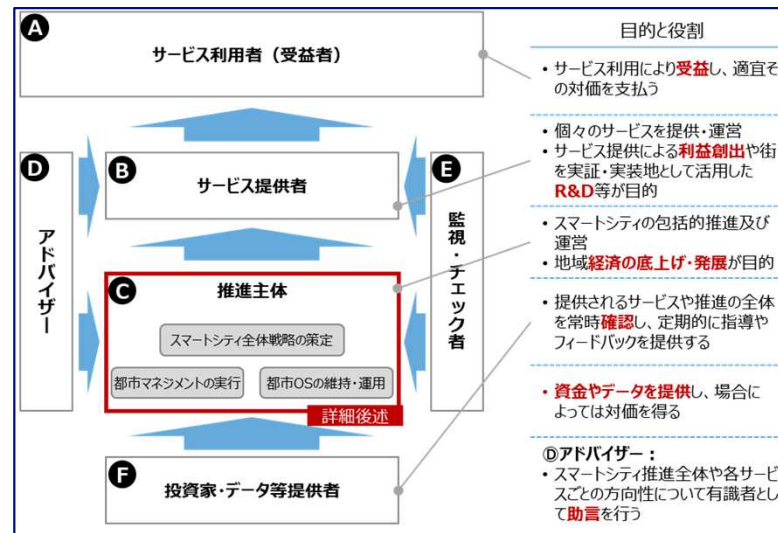 A
サービス利用者（受益者）
D
アドバイザー
B
サービス提供者
E
監視・チェック者
C
推進主体
スマートシティ全体戦略の策定
都市マネジメントの実行
都市OSの維持・運用
詳細後述
F
投資家・データ等提供者
目的と役割
• サービス利用により受益し、適宜そ
の対価を支払う
• 個々のサービスを提供・運営
• サービス提供による利益創出や街
を実証・実装地として活用した
R&D等が目的
• スマートシティの包括的推進及び
運営
• 地域経済の底上げ・発展が目的
• 提供されるサービスや推進の全体
を常時確認し、定期的に指導や
フィードバックを提供する
• 資金やデータを提供し、場合に
よっては対価を得る
Ⓓアドバイザー：
• スマートシティ推進全体や各サービ
スごとの方向性について有識者とし
て助言を行う